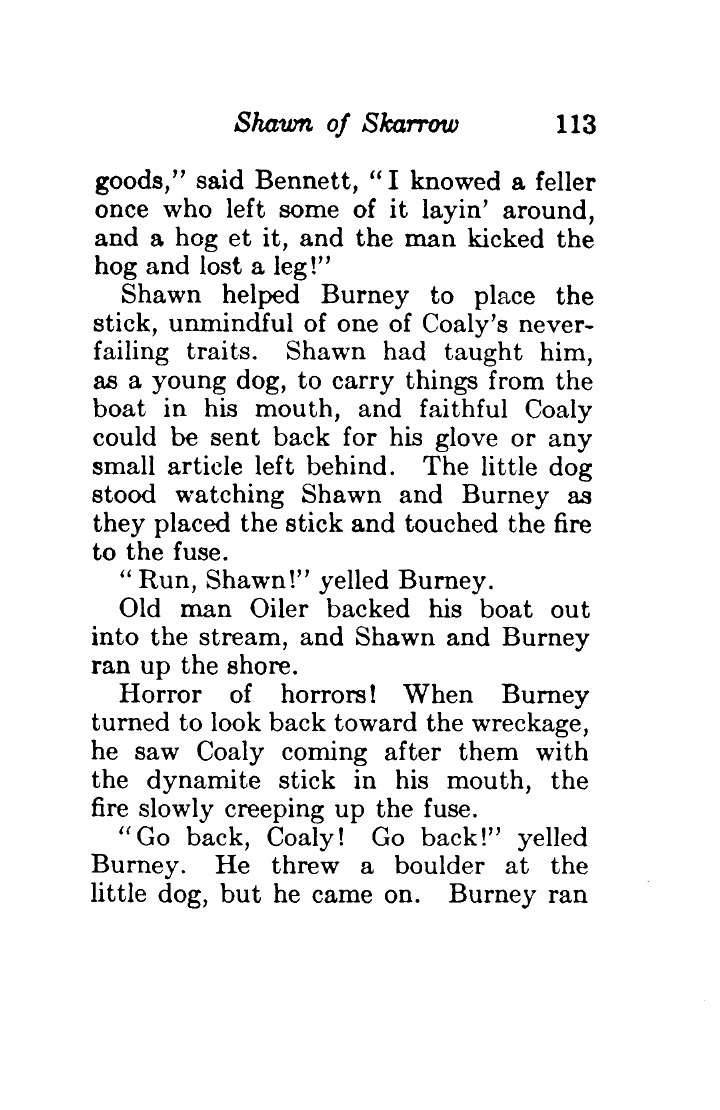 Shawn of Skarrow 113
goods,” said Bennett, “I knowed a feller
once who left some of it layin’ around,
and a hog et it, and the man kicked the
hog and lost a leg!”
Shawn helped Burney to place the
stick, unmindful of one of Coaly’s never-
failing traits. Shawn had taught him,
as a young dog, to carry things from the
boat in his mouth, and faithful Coaly
could be sent back for his glove or any
small article left behind. The little dog
stood watching Shawn and Burney as
they placed the stick and touched the fire
to the fuse.
“Run, Shawn!” yelled Burney.
Old man Oiler backed his boat out
into the stream, and Shawn and Burney
ran up the shore.
Horror of horrors! When Burney
turned to look back toward the wreckage,
he saw Coaly coming after them with
the dynamite stick in his mouth, the
fire slowly creeping up the fuse.
“Go back, Coaly! Go back!” yelled
Burney. He threw a boulder at the
little dog, but he came on. Burney ran